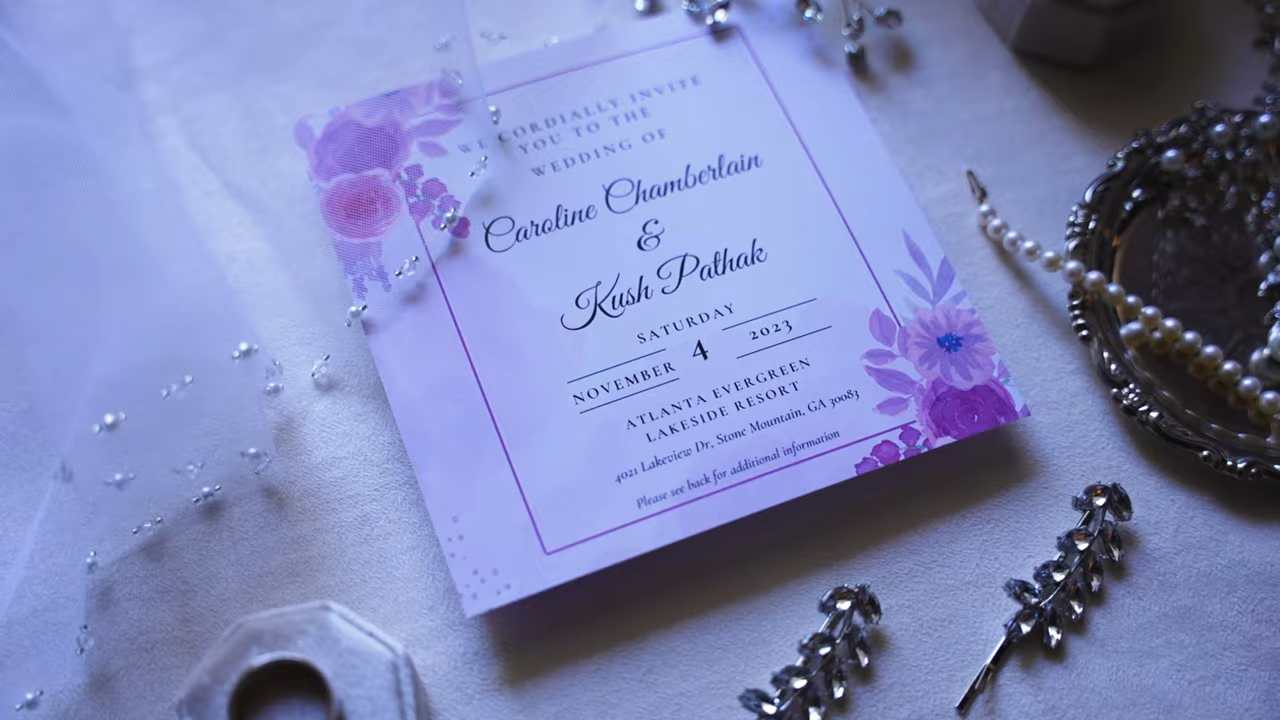 WE CORDIALLY INVITE
YOU TO THE
WEDDING OF
Caroline Chamberlain
&
Kush Pathak
SATURDAY
NOVEMBER 4 2023
ATLANTA EVERGREEN
LAKESIDE RESORT
4021 Lakeview Dr, Stone Mountain, GA 30083
Please see back for additional information